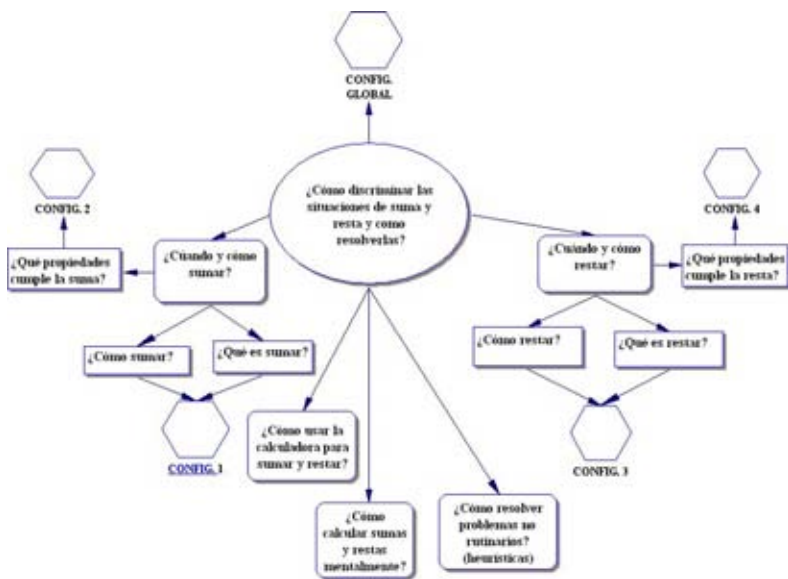 CONFIG.
GLOBAL
¿Cómo discriminar las
situaciones de suma y
resta y como
resolverlas?
CONFIG. 2
CONFIG. 4
¿Qué propiedades
cumple la suma?
¿Cúando y cómo
sumar?
¿Cuándo y cómo
restar?
¿Qué propiedades
cumple la resta?
¿Cómo sumar?
¿Qué es sumar?
¿Cómo restar?
¿Qué es restar?
CONFIG. 1
¿Cómo usar la
calculadora para
sumar y restar?
CONFIG. 3
¿Cómo
calcular sumas
y restas
mentalmente?
¿Cómo resolver
problemas no
rutinarios?
(heurísticas)